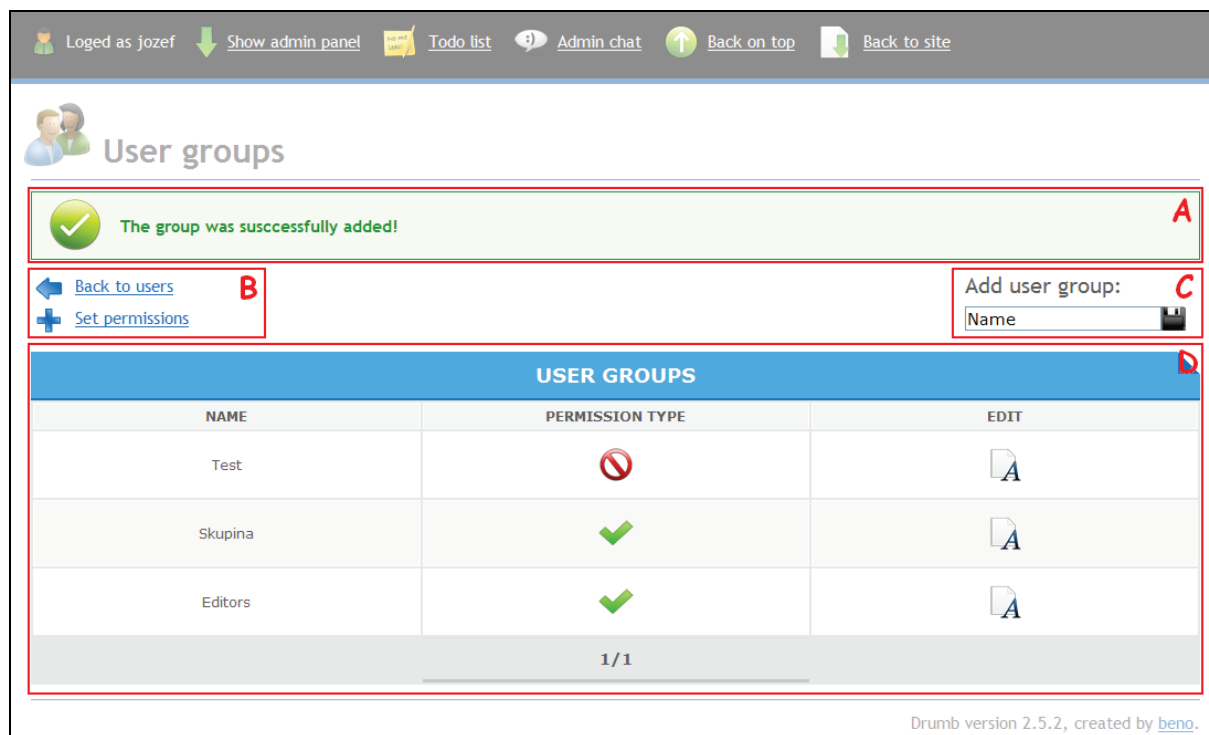 Loged as jozef Show admin panel Todo list Admin chat Back on top Back to site
User groups
A
The group was susccessfully added!
Back to users B
Set permissions
Add user group: C
Name
D
USER GROUPS
NAME PERMISSION TYPE EDIT
Test A
Skupina A
Editors A
1/1
Drumb version 2.5.2, created by beno.